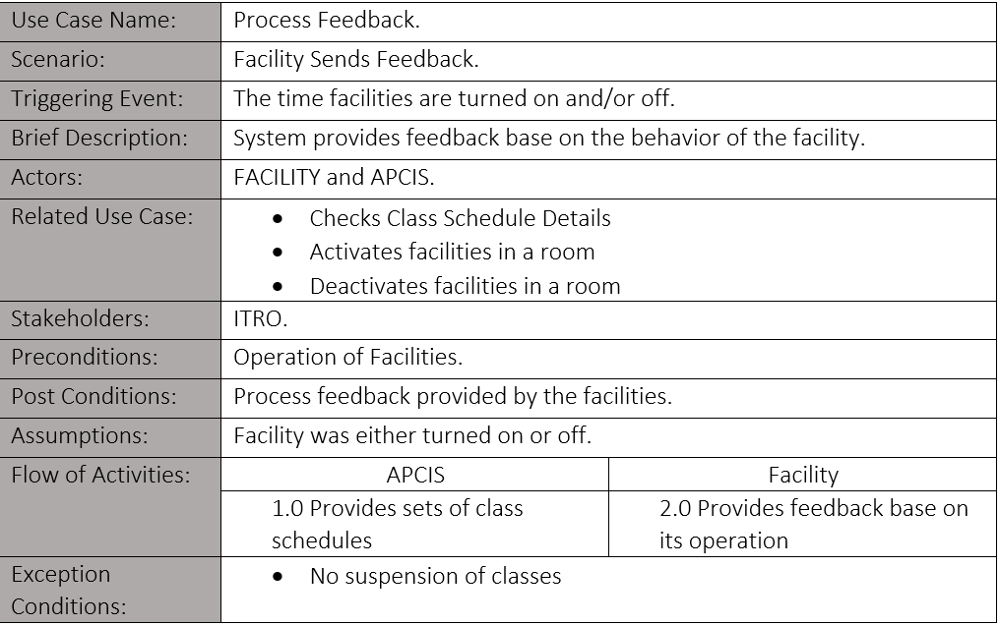 Use Case Name: Process Feedback.
Scenario: Facility Sends Feedback.
Triggering Event: The time facilities are turned on and/or off.
Brief Description: System provides feedback base on the behavior of the facility.
Actors: FACILITY and APCIS.
Related Use Case: • Checks Class Schedule Details
• Activates facilities in a room
• Deactivates facilities in a room
Stakeholders: ITRO.
Preconditions: Operation of Facilities.
Post Conditions: Process feedback provided by the facilities.
Assumptions: Facility was either turned on or off.
Flow of Activities: APCIS Facility
1.0 Provides sets of class
schedules
2.0 Provides feedback base on
its operation
Exception
Conditions:
• No suspension of classes